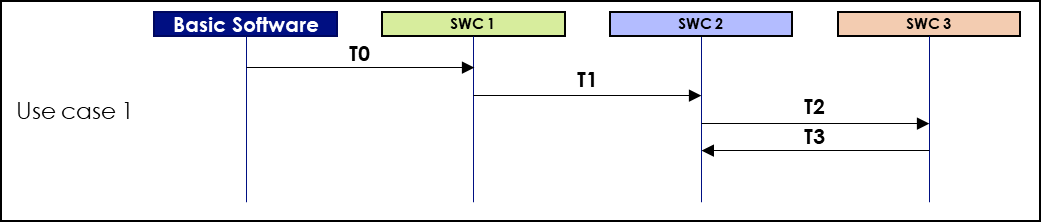 Basic Software
SWC 1
SWC 2
SWC 3
T0
T1
Use case 1
T2
T3